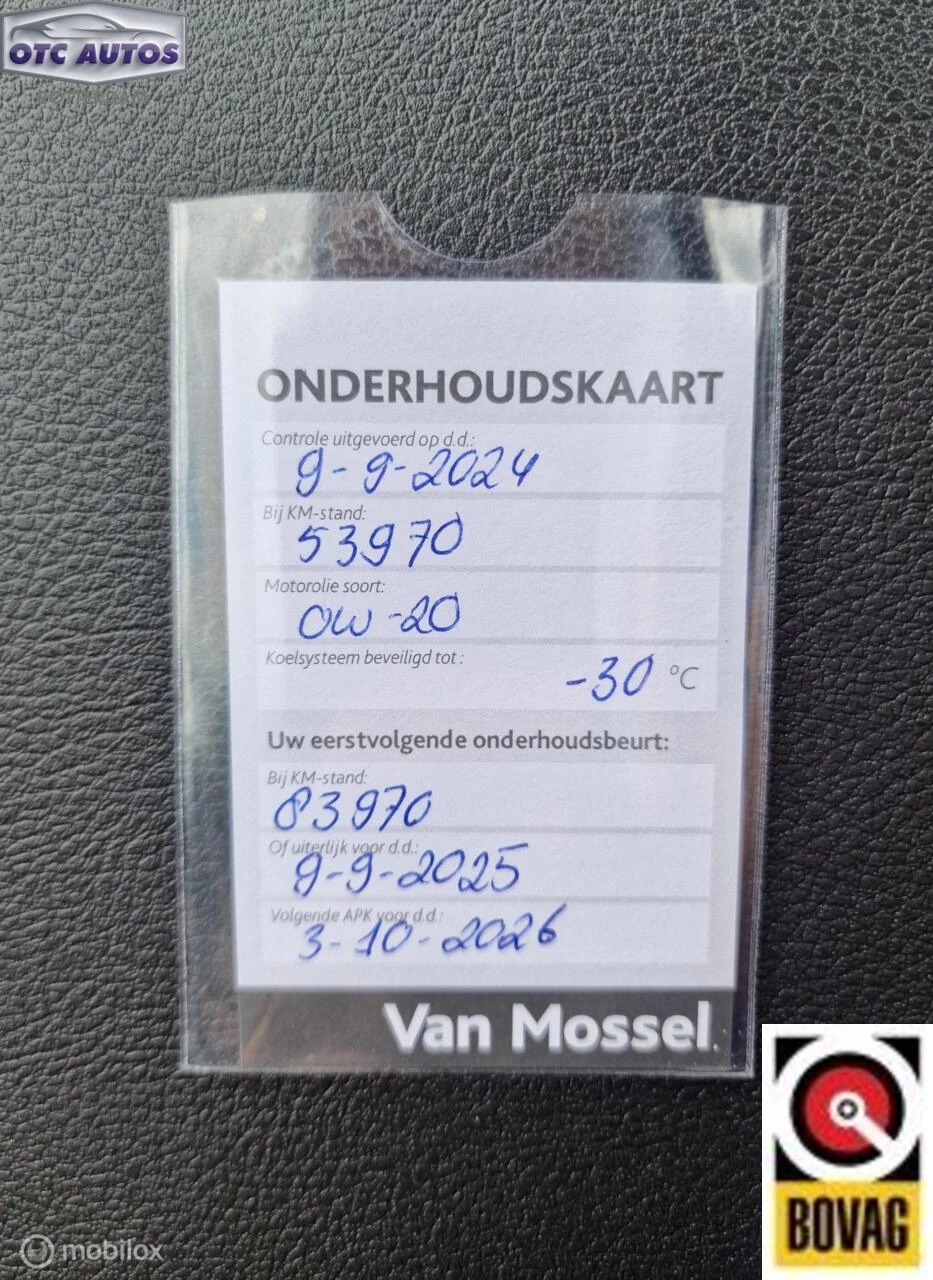 OTC AUTOS
ONDERHOUDSKAART
Controle uitgevoerd op d.d.:
9-9-2024
Bij KM-stand:
53970
Motorolie soort:
0W-20
Koelsysteem beveiligd tot :
-30 °C
Uw eerstvolgende onderhoudsbeurt:
Bij KM-stand:
83970
Of uiterlijk voor d.d.:
9-9-2025
Volgende APK voor d.d.:
3-10-2026
Van Mossel
BOVAG
mobilox